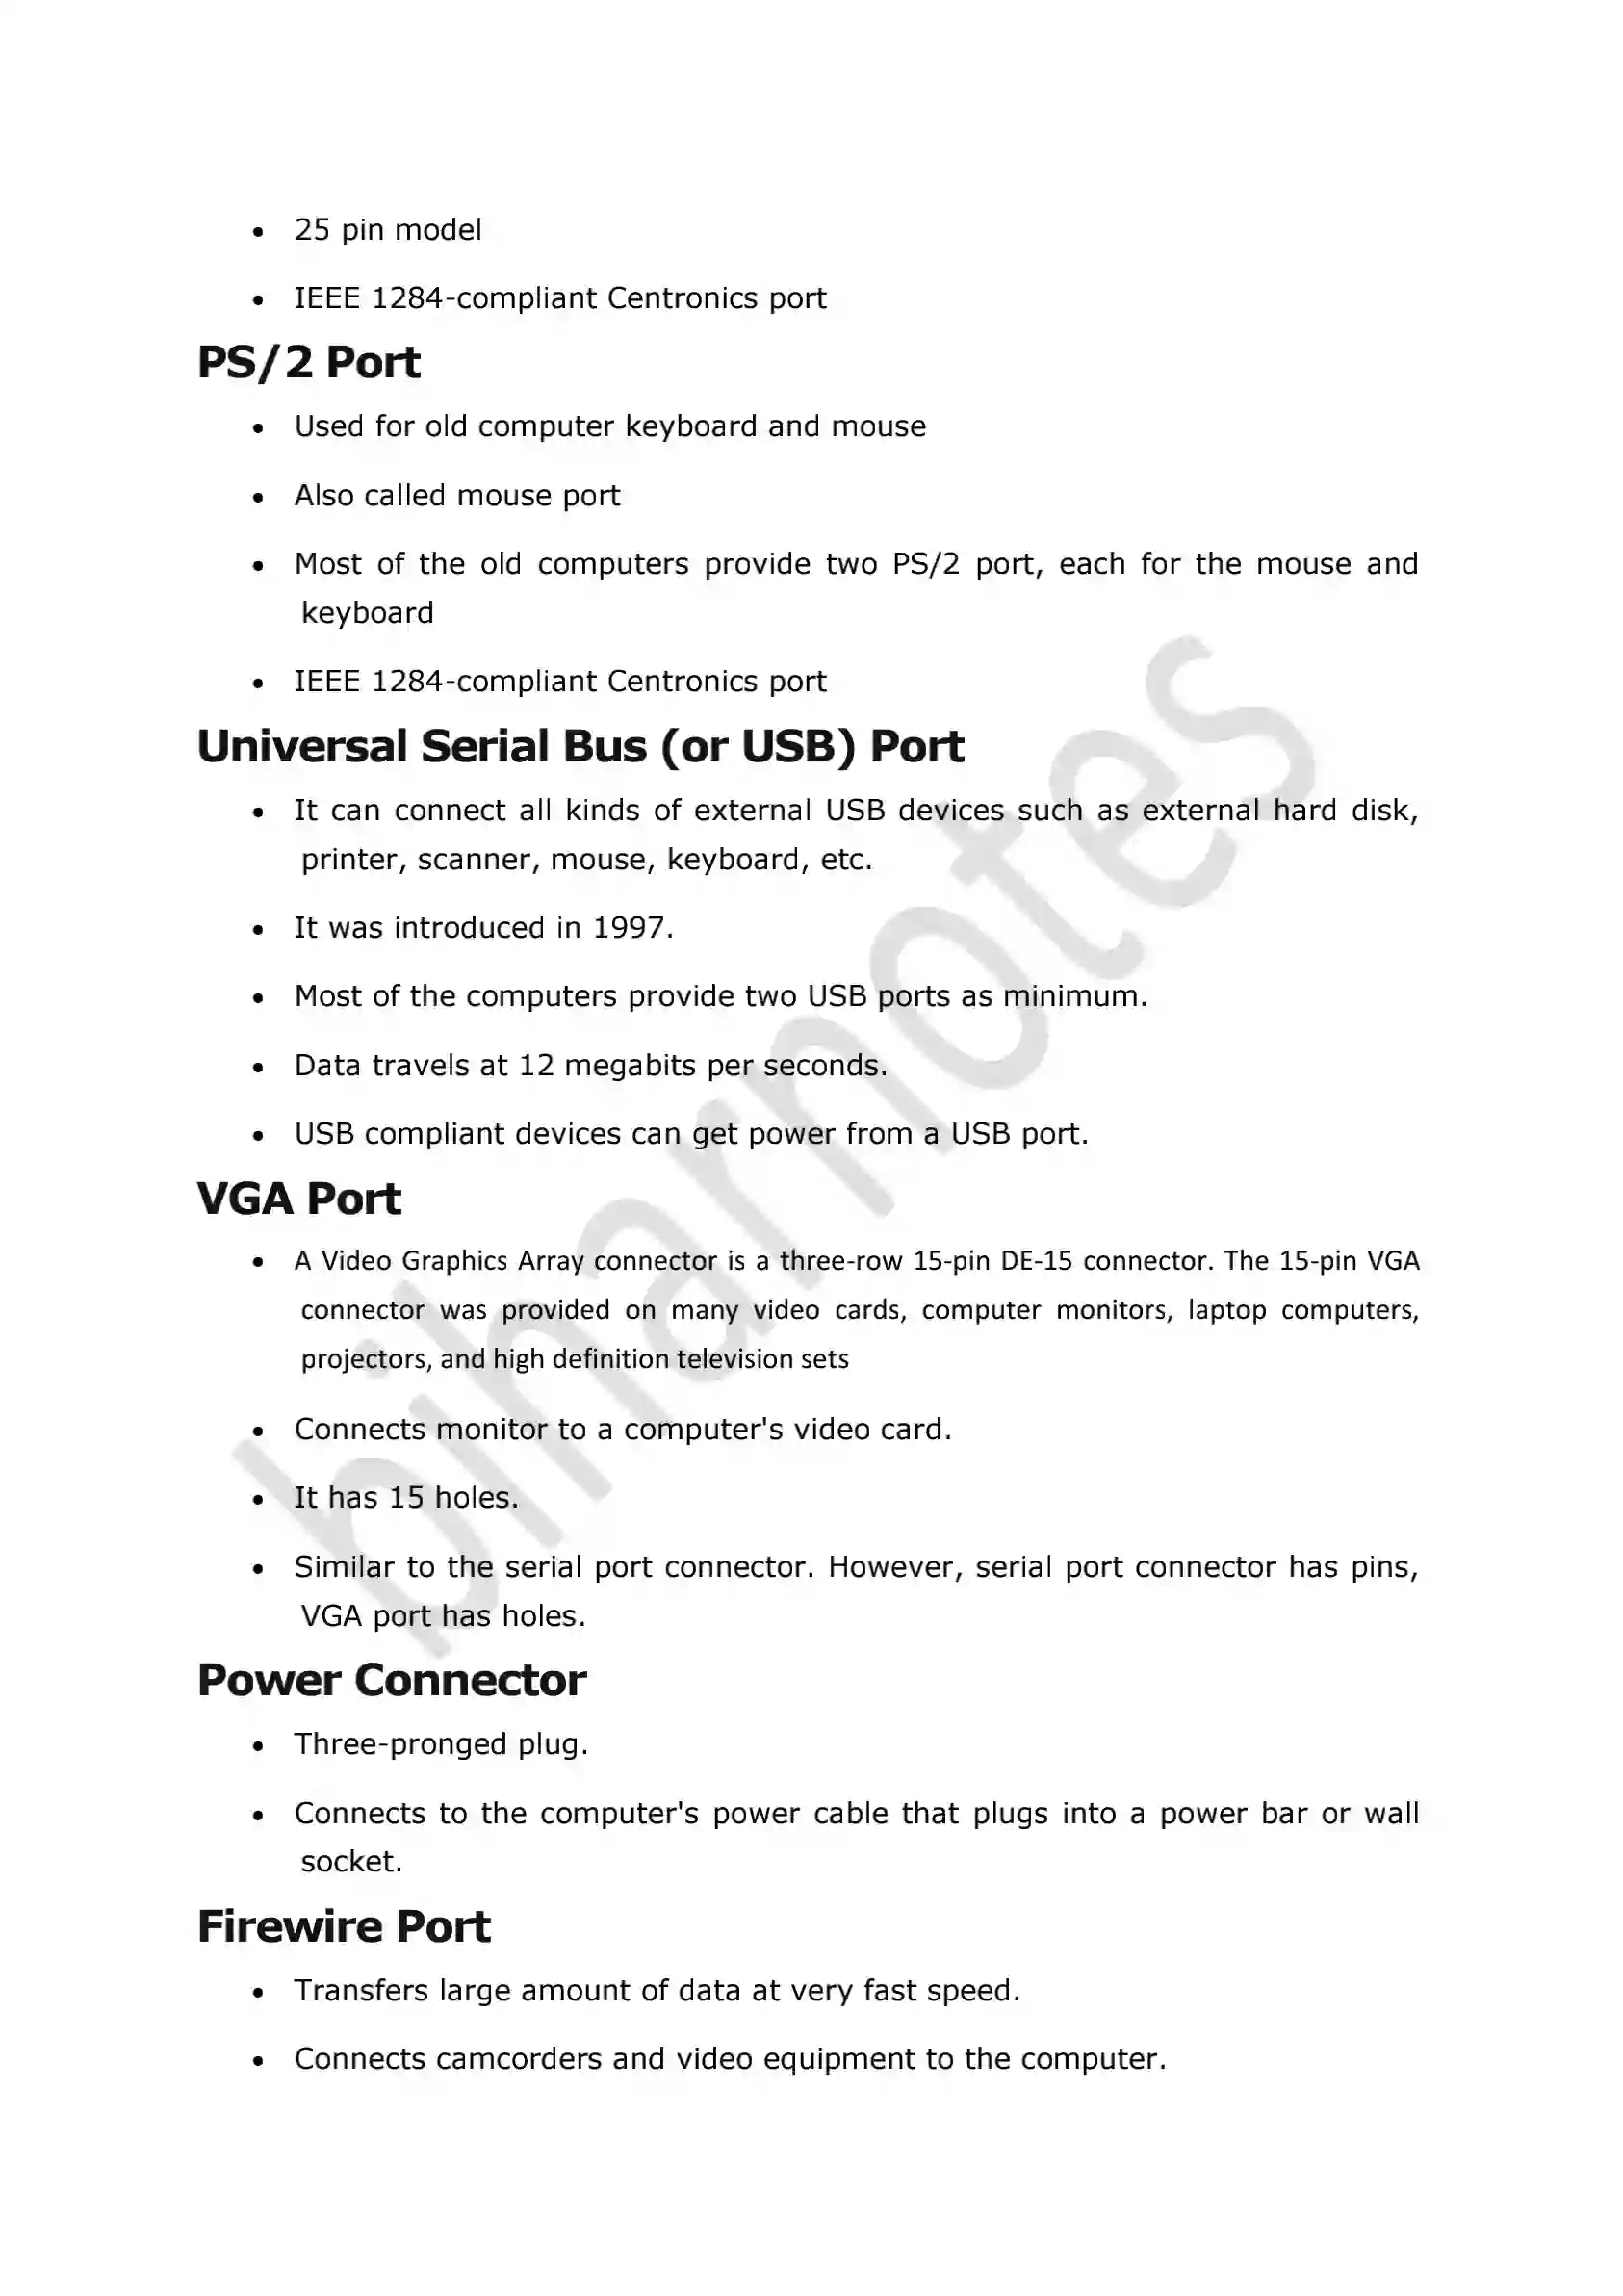 • 25 pin model
• IEEE 1284-compliant Centronics port
PS/2 Port
• Used for old computer keyboard and mouse
• Also called mouse port
• Most of the old computers provide two PS/2 port, each for the mouse and
keyboard
• IEEE 1284-compliant Centronics port
Universal Serial Bus (or USB) Port
• It can connect all kinds of external USB devices such as external hard disk,
printer, scanner, mouse, keyboard, etc.
• It was introduced in 1997.
• Most of the computers provide two USB ports as minimum.
• Data travels at 12 megabits per seconds.
• USB compliant devices can get power from a USB port.
VGA Port
• A Video Graphics Array connector is a three-row 15-pin DE-15 connector. The 15-pin VGA
connector was provided on many video cards, computer monitors, laptop computers,
projectors, and high definition television sets
• Connects monitor to a computer's video card.
• It has 15 holes.
• Similar to the serial port connector. However, serial port connector has pins,
VGA port has holes.
Power Connector
• Three-pronged plug.
• Connects to the computer's power cable that plugs into a power bar or wall
socket.
Firewire Port
• Transfers large amount of data at very fast speed.
• Connects camcorders and video equipment to the computer.
biharnotes